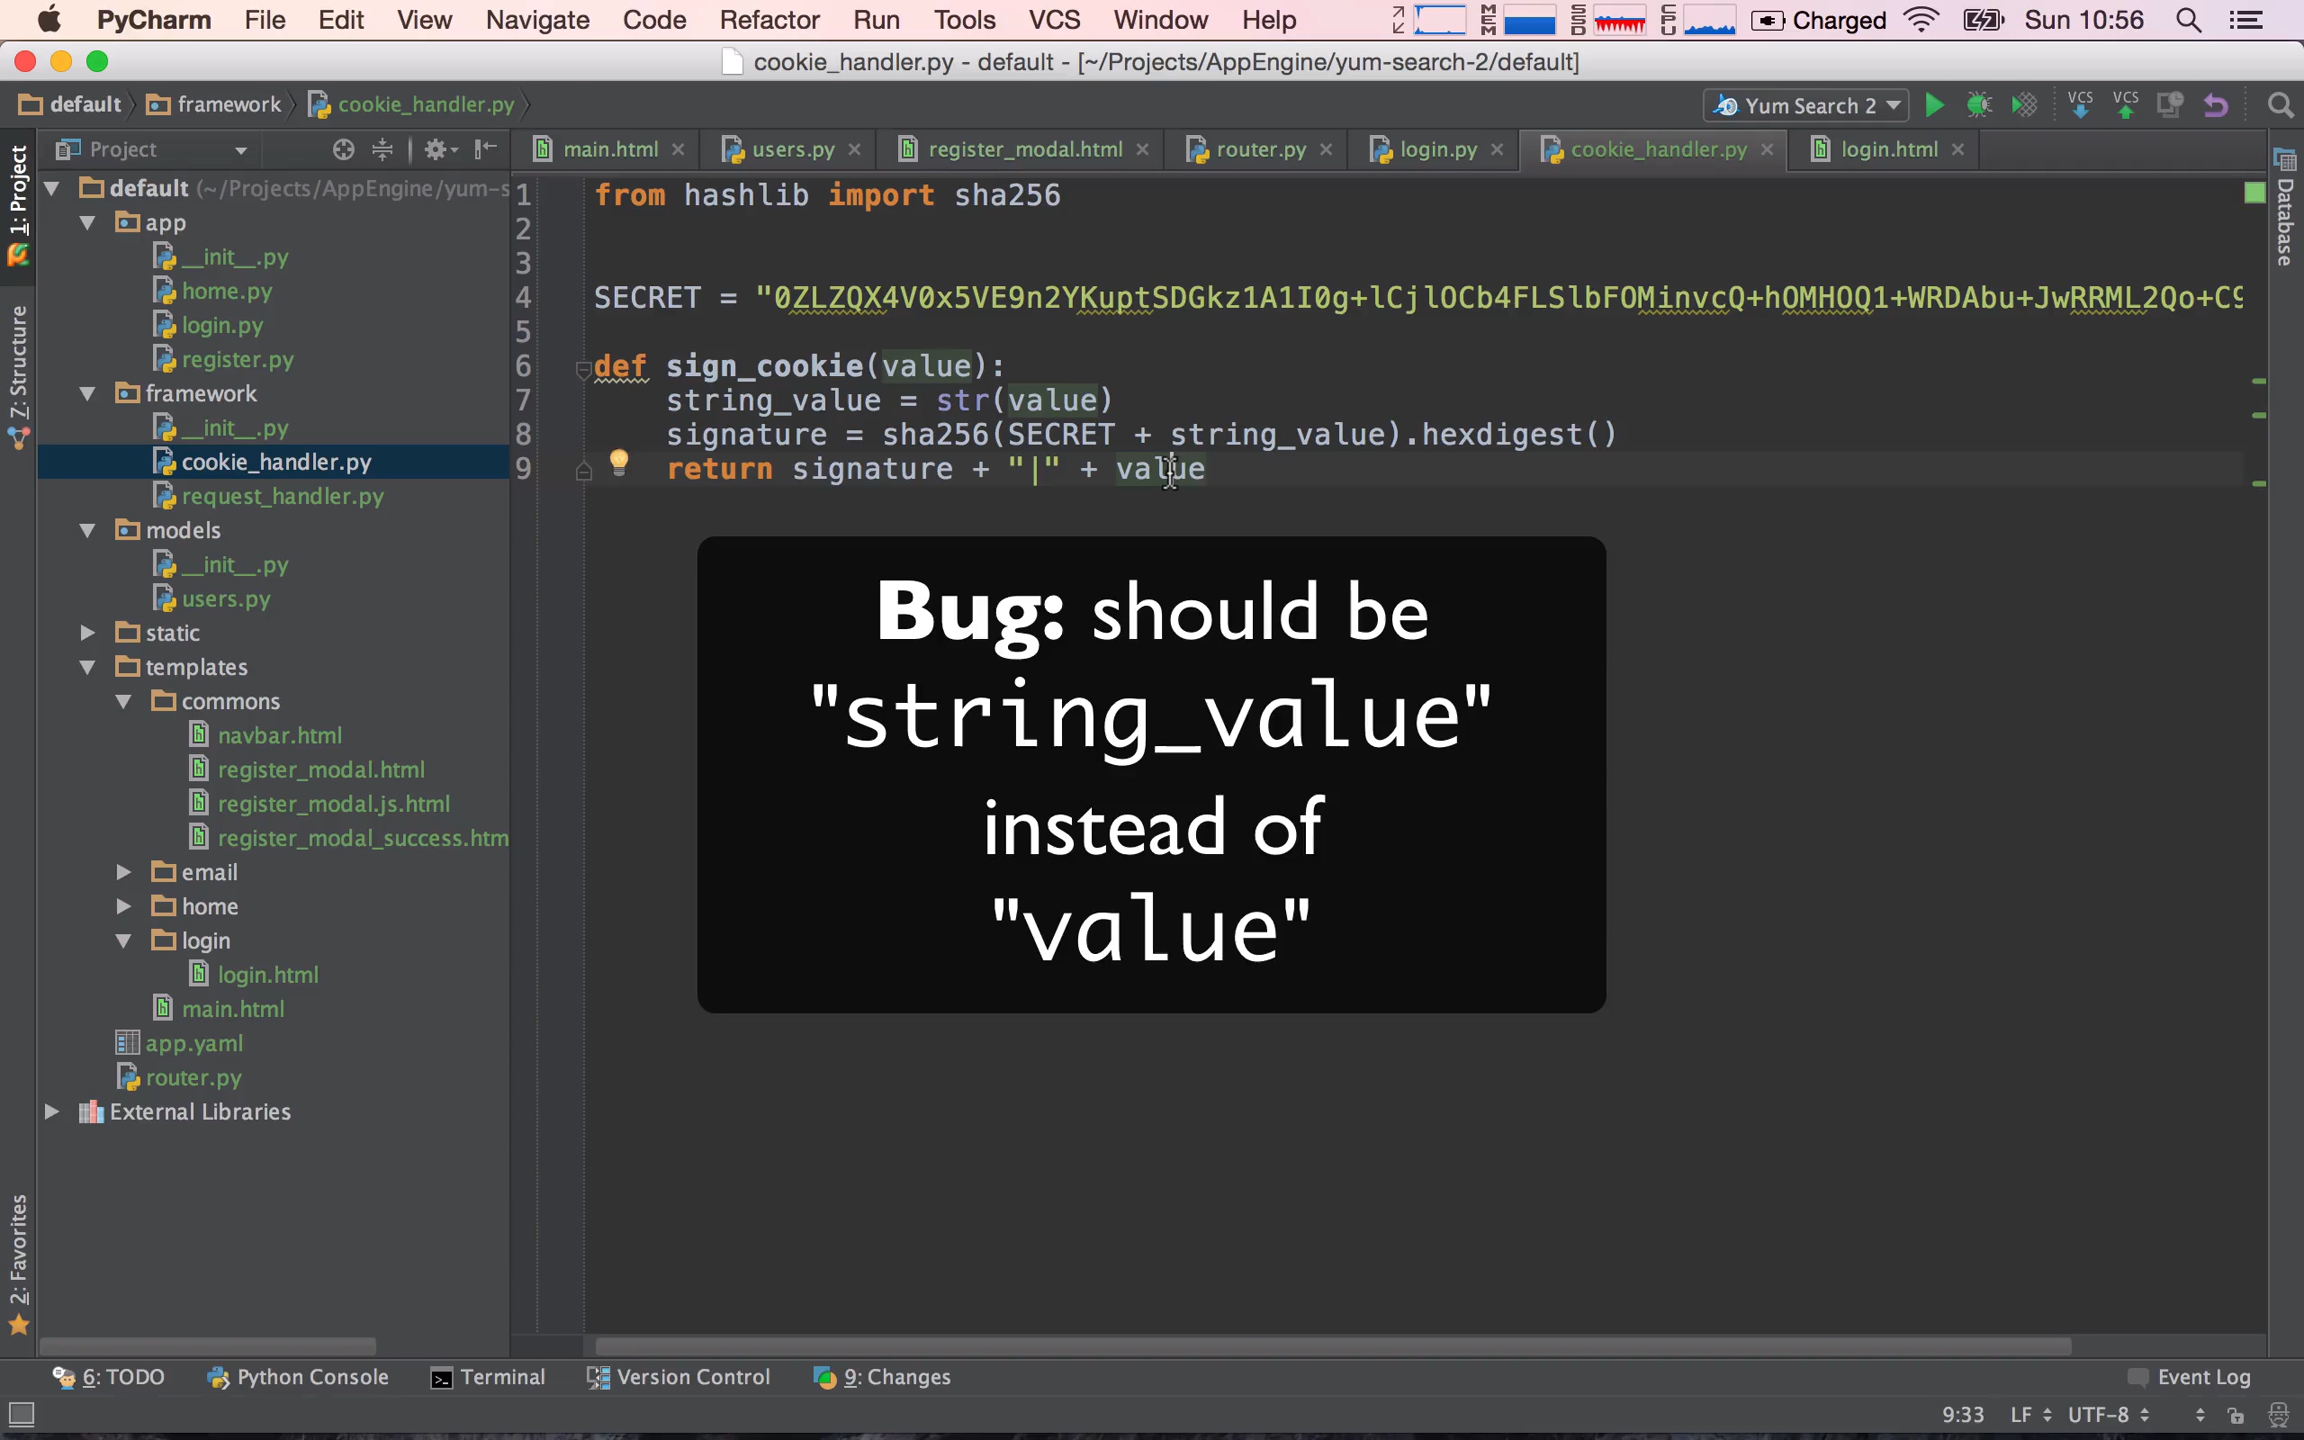 PyCharm File Edit View Navigate Code Refactor Run Tools VCS Window Help MEM SSD CPU Charged Sun 10:56
cookie_handler.py - default - [~/Projects/AppEngine/yum-search-2/default]
default framework cookie_handler.py Yum Search 2 VCS VCS
Project main.html users.py register_modal.html router.py login.py cookie_handler.py login.html
1: Project
7: Structure
2: Favorites
Database
default (~/Projects/AppEngine/yum-s
app
__init__.py
home.py
login.py
register.py
framework
__init__.py
cookie_handler.py
request_handler.py
models
__init__.py
users.py
static
templates
commons
navbar.html
register_modal.html
register_modal.js.html
register_modal_success.htm
email
home
login
login.html
main.html
app.yaml
router.py
External Libraries
1 from hashlib import sha256
2
3
4 SECRET = "0ZLZQX4V0x5VE9n2YKuptSDGkz1A1I0g+lCjlOCb4FLSlbFOMinvcQ+hOMHOQ1+WRDAbu+JwRRML2Qo+C9
5
6 def sign_cookie(value):
7 string_value = str(value)
8 signature = sha256(SECRET + string_value).hexdigest()
9 return signature + "|" + value
Bug: should be
"string_value"
instead of
"value"
6: TODO Python Console Terminal Version Control 9: Changes Event Log
9:33 LF UTF-8